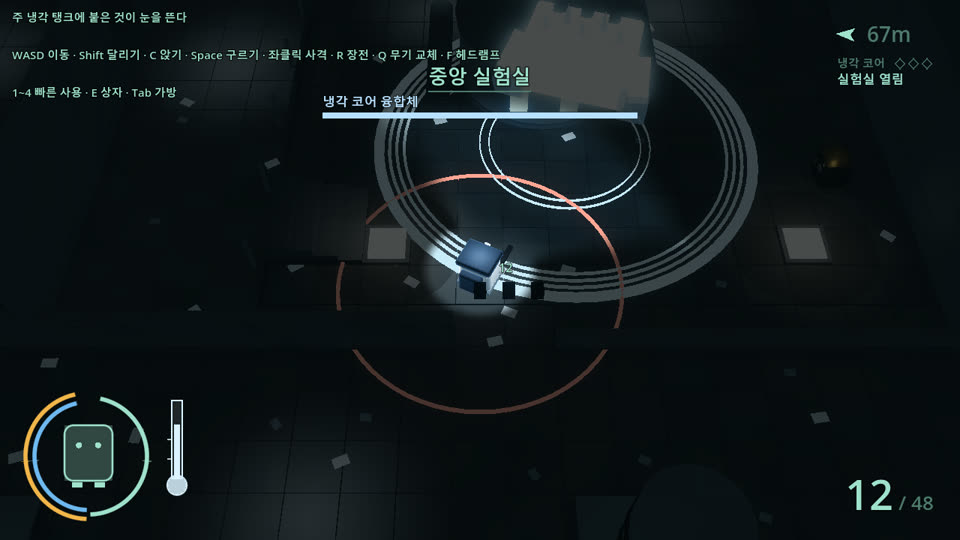 주 냉각 탱크에 붙은 것이 눈을 뜬다
WASD 이동 · Shift 달리기 · C 앉기 · Space 구르기 · 좌클릭 사격 · R 장전 · Q 무기 교체 · F 헤드램프
1~4 빠른 사용 · E 상자 · Tab 가방
중앙 실험실
냉각 코어 융합체
67m
냉각 코어
실험실 열림
12
12 / 48